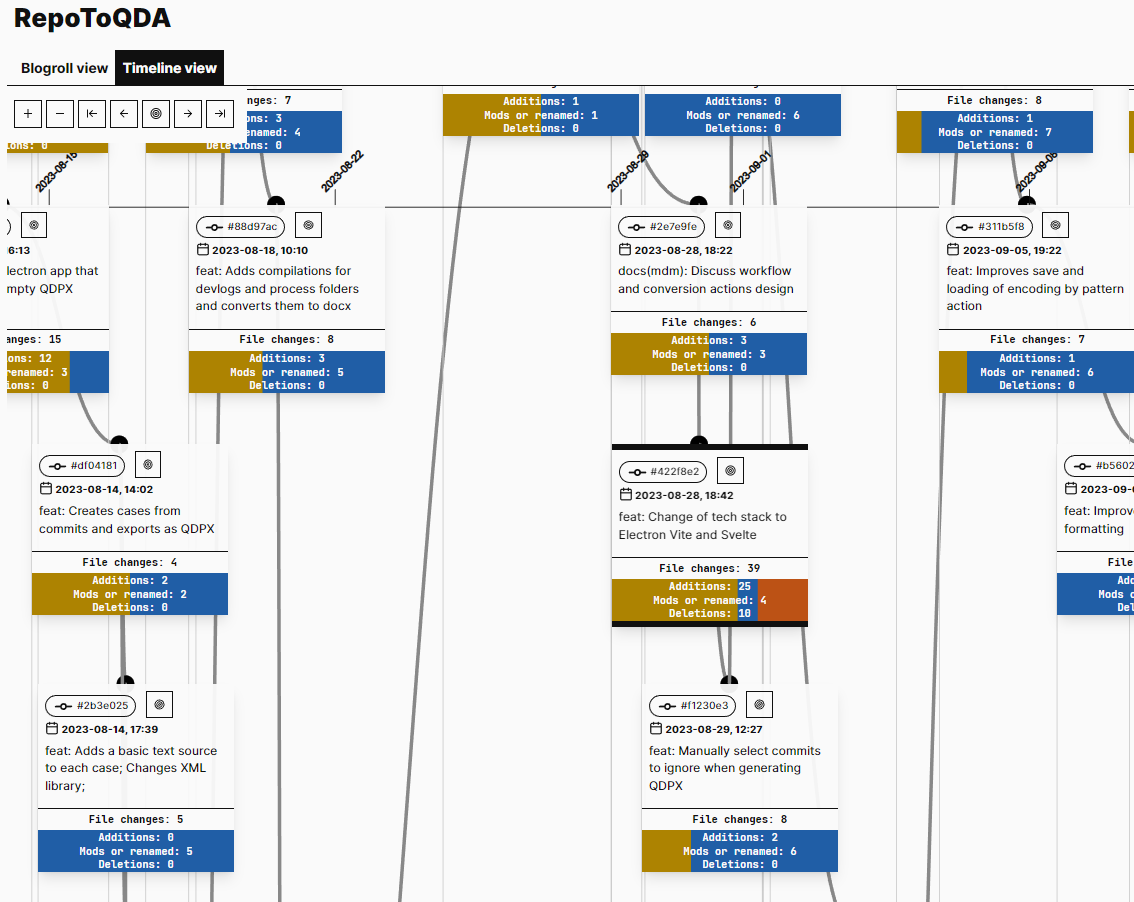 RepoToQDA
Blogroll view
Timeline view
nges: 7
s: 3
enamed: 4
Deletions: 0
ions: 0
Additions: 1
Mods or renamed: 1
Deletions: 0
Additions: 0
Mods or renamed: 6
Deletions: 0
File changes: 8
Additions: 1
Mods or renamed: 7
Deletions: 0
2023-08-15
2023-08-22
2023-08-29
2023-09-01
2023-09-08
6:13
lectron app that
mpty QDPX
anges: 15
ons: 12
renamed: 3
ions: 0
#88d97ac
2023-08-18, 10:10
feat: Adds compilations for
devlogs and process folders
and converts them to docx
File changes: 8
Additions: 3
Mods or renamed: 5
Deletions: 0
#2e7e9fe
2023-08-28, 18:22
docs(mdm): Discuss workflow
and conversion actions design
File changes: 6
Additions: 3
Mods or renamed: 3
Deletions: 0
#311b5f8
2023-09-05, 19:22
feat: Improves save and
loading of encoding by pattern
action
File changes: 7
Additions: 1
Mods or renamed: 6
Deletions: 0
#df04181
2023-08-14, 14:02
feat: Creates cases from
commits and exports as QDPX
File changes: 4
Additions: 2
Mods or renamed: 2
Deletions: 0
#422f8e2
2023-08-28, 18:42
feat: Change of tech stack to
Electron Vite and Svelte
File changes: 39
Additions: 25
Mods or renamed: 4
Deletions: 10
#b5602
2023-09-0
feat: Improv
formatting
File
Add
Mods o
Del
#2b3e025
2023-08-14, 17:39
feat: Adds a basic text source
to each case; Changes XML
library;
File changes: 5
Additions: 0
Mods or renamed: 5
Deletions: 0
#f1230e3
2023-08-29, 12:27
feat: Manually select commits
to ignore when generating
QDPX
File changes: 8
Additions: 2
Mods or renamed: 6
Deletions: 0